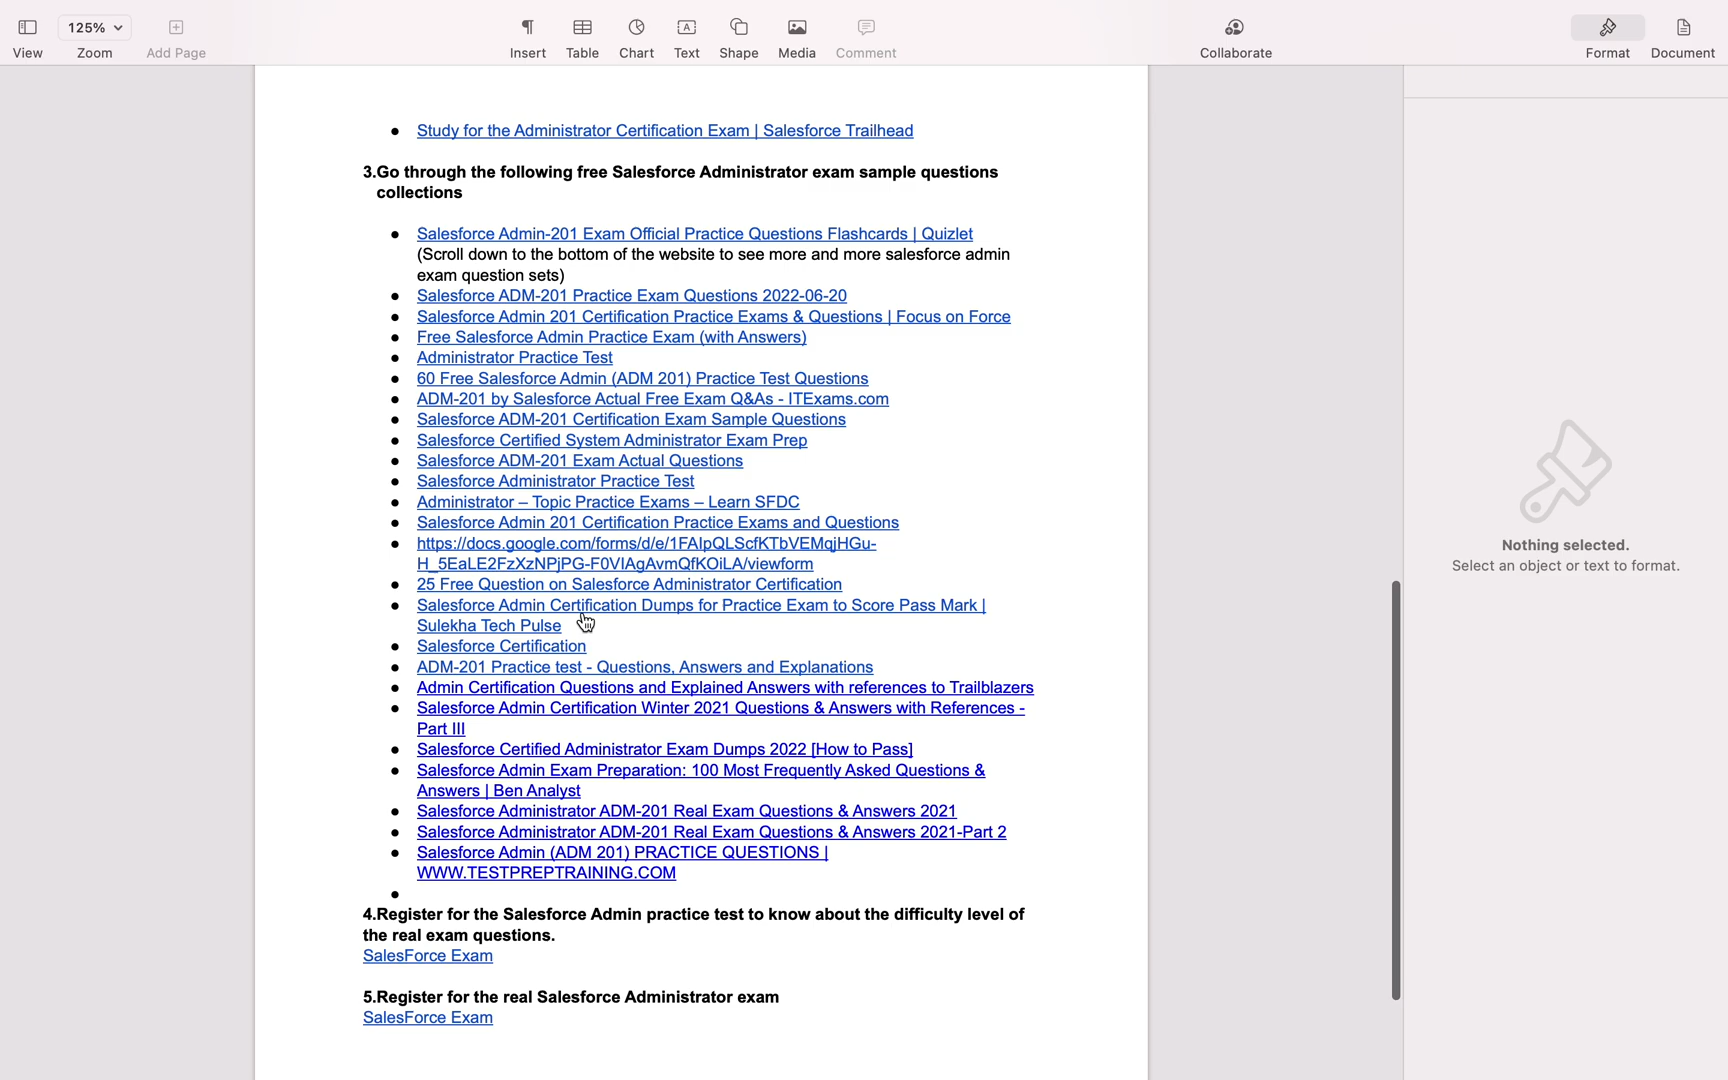 125%
View
Zoom
Add Page
Insert
Table
Chart
Text
Shape
Media
Comment
Collaborate
Format
Document
Study for the Administrator Certification Exam | Salesforce Trailhead
3.Go through the following free Salesforce Administrator exam sample questions
collections
Salesforce Admin-201 Exam Official Practice Questions Flashcards | Quizlet
(Scroll down to the bottom of the website to see more and more salesforce admin
exam question sets)
Salesforce ADM-201 Practice Exam Questions 2022-06-20
Salesforce Admin 201 Certification Practice Exams & Questions | Focus on Force
Free Salesforce Admin Practice Exam (with Answers)
Administrator Practice Test
60 Free Salesforce Admin (ADM 201) Practice Test Questions
ADM-201 by Salesforce Actual Free Exam Q&As - ITExams.com
Salesforce ADM-201 Certification Exam Sample Questions
Salesforce Certified System Administrator Exam Prep
Salesforce ADM-201 Exam Actual Questions
Salesforce Administrator Practice Test
Administrator – Topic Practice Exams – Learn SFDC
Salesforce Admin 201 Certification Practice Exams and Questions
https://docs.google.com/forms/d/e/1FAIpQLScfKTbVEMqjHGu-
H_5EaLE2FzXzNPjPG-F0VIAgAvmQfKOiLA/viewform
25 Free Question on Salesforce Administrator Certification
Salesforce Admin Certification Dumps for Practice Exam to Score Pass Mark |
Sulekha Tech Pulse
Salesforce Certification
ADM-201 Practice test - Questions, Answers and Explanations
Admin Certification Questions and Explained Answers with references to Trailblazers
Salesforce Admin Certification Winter 2021 Questions & Answers with References -
Part III
Salesforce Certified Administrator Exam Dumps 2022 [How to Pass]
Salesforce Admin Exam Preparation: 100 Most Frequently Asked Questions &
Answers | Ben Analyst
Salesforce Administrator ADM-201 Real Exam Questions & Answers 2021
Salesforce Administrator ADM-201 Real Exam Questions & Answers 2021-Part 2
Salesforce Admin (ADM 201) PRACTICE QUESTIONS |
WWW.TESTPREPTRAINING.COM
4.Register for the Salesforce Admin practice test to know about the difficulty level of
the real exam questions.
SalesForce Exam
5.Register for the real Salesforce Administrator exam
SalesForce Exam
Nothing selected.
Select an object or text to format.